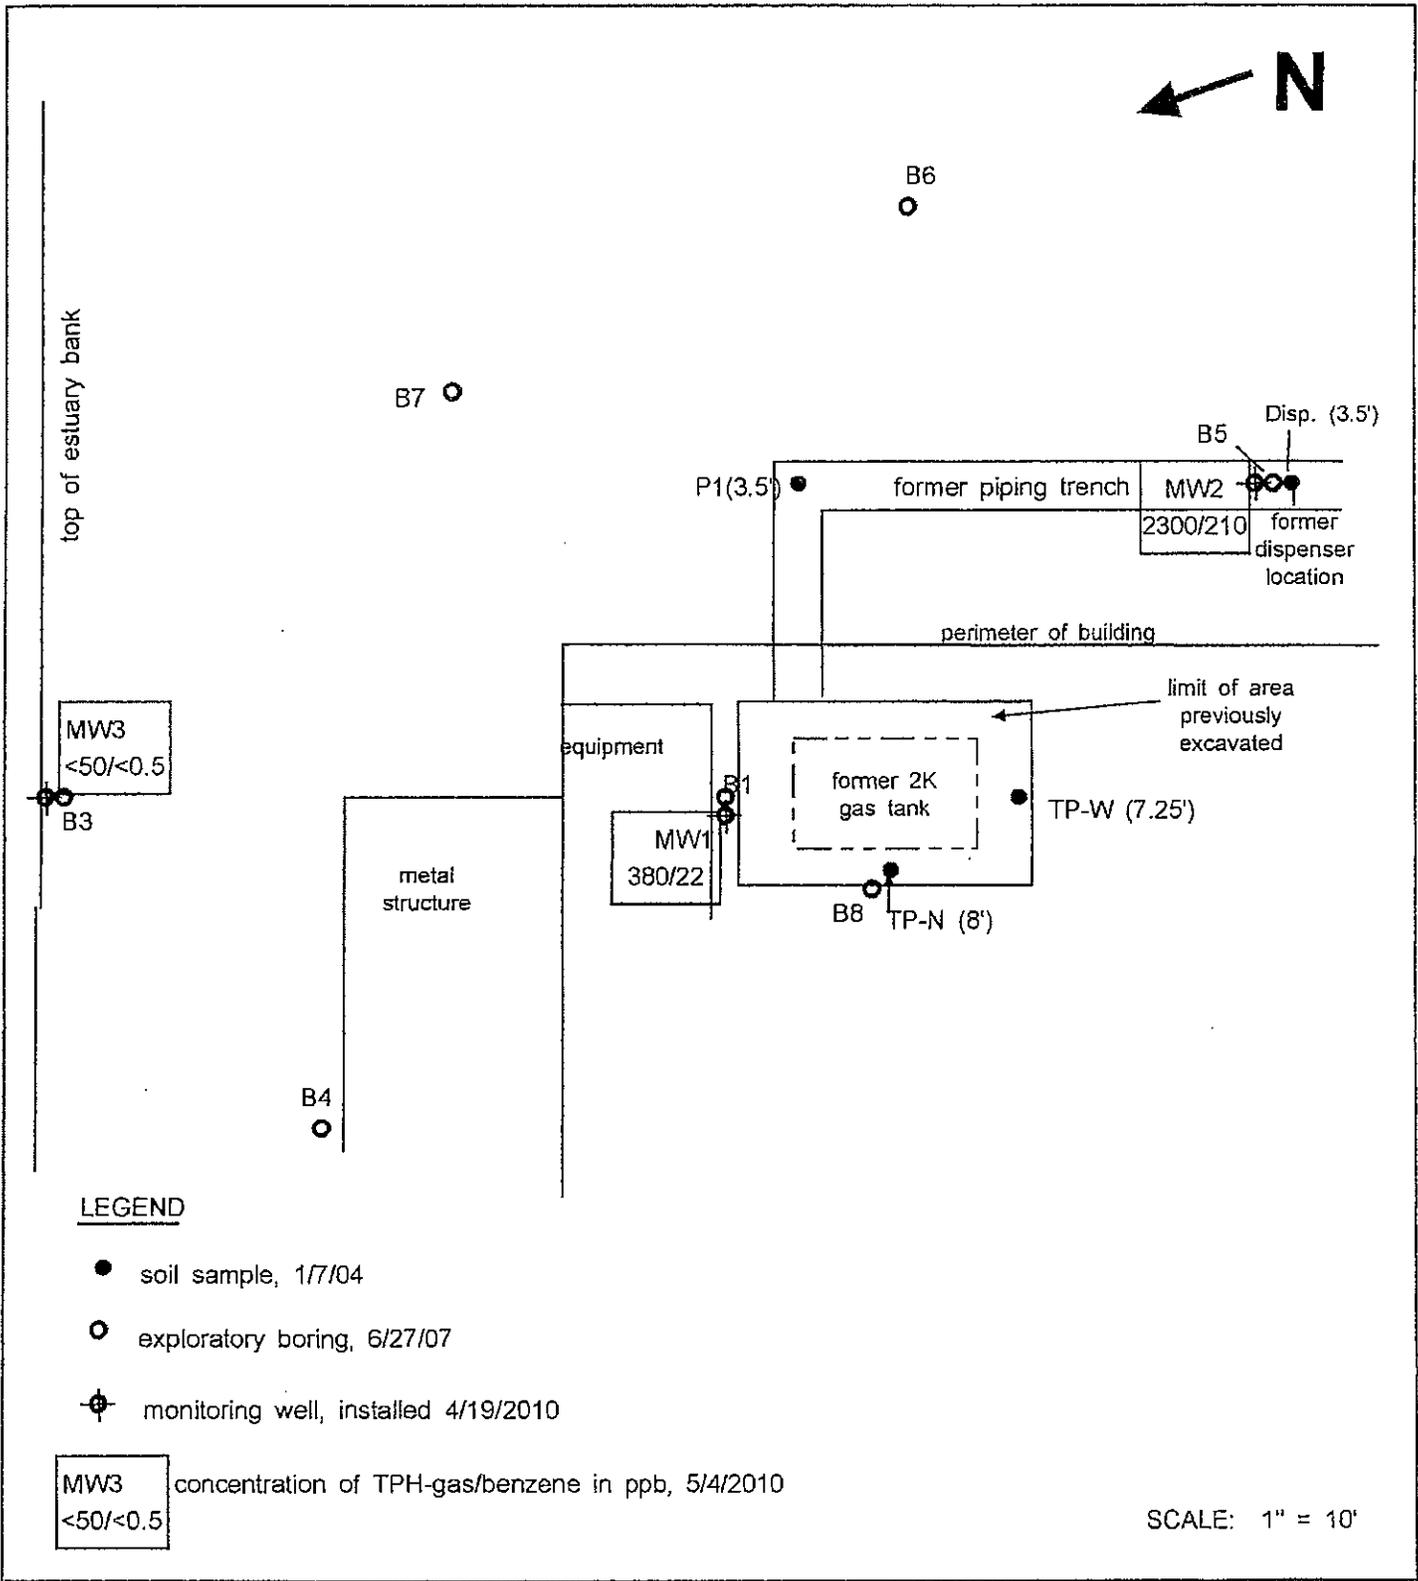 N
B6
top of estuary bank
B7
Disp. (3.5')
B5
P1(3.5')
former piping trench
MW2
2300/210
former
dispenser
location
perimeter of building
limit of area
previously
excavated
MW3
<50/<0.5
B3
equipment
B1
MW1
380/22
former 2K
gas tank
TP-W (7.25')
metal
structure
B8
TP-N (8')
B4
LEGEND
soil sample, 1/7/04
exploratory boring, 6/27/07
monitoring well, installed 4/19/2010
MW3
<50/<0.5
concentration of TPH-gas/benzene in ppb, 5/4/2010
SCALE: 1" = 10'